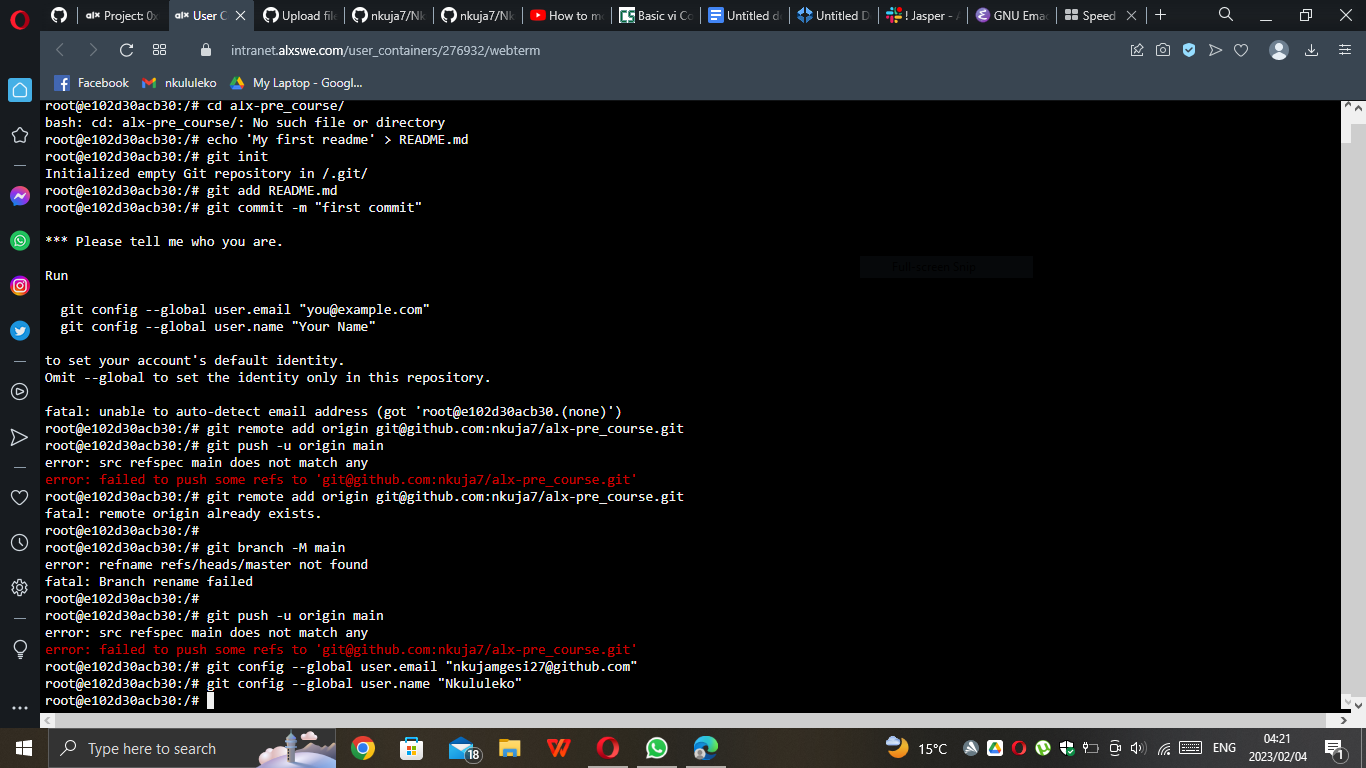 Project: 0x
User C
Upload file
nkuja7/Nk
nkuja7/Nk
How to me
Basic vi Co
Untitled do
Untitled D
! Jasper - A
GNU Emac
Speed
intranet.alxswe.com/user_containers/276932/webterm
Facebook
nkululeko
My Laptop - Googl...
root@e102d30acb30:/# cd alx-pre_course/
bash: cd: alx-pre_course/: No such file or directory
root@e102d30acb30:/# echo 'My first readme' > README.md
root@e102d30acb30:/# git init
Initialized empty Git repository in /.git/
root@e102d30acb30:/# git add README.md
root@e102d30acb30:/# git commit -m "first commit"
*** Please tell me who you are.
Run
git config --global user.email "you@example.com"
git config --global user.name "Your Name"
to set your account's default identity.
Omit --global to set the identity only in this repository.
fatal: unable to auto-detect email address (got 'root@e102d30acb30.(none)')
root@e102d30acb30:/# git remote add origin git@github.com:nkuja7/alx-pre_course.git
root@e102d30acb30:/# git push -u origin main
error: src refspec main does not match any
error: failed to push some refs to 'git@github.com:nkuja7/alx-pre_course.git'
root@e102d30acb30:/# git remote add origin git@github.com:nkuja7/alx-pre_course.git
fatal: remote origin already exists.
root@e102d30acb30:/#
root@e102d30acb30:/# git branch -M main
error: refname refs/heads/master not found
fatal: Branch rename failed
root@e102d30acb30:/#
root@e102d30acb30:/# git push -u origin main
error: src refspec main does not match any
error: failed to push some refs to 'git@github.com:nkuja7/alx-pre_course.git'
root@e102d30acb30:/# git config --global user.email "nkujamgesi27@github.com"
root@e102d30acb30:/# git config --global user.name "Nkululeko"
root@e102d30acb30:/#
Type here to search
18
15°C
ENG
04:21
2023/02/04
1